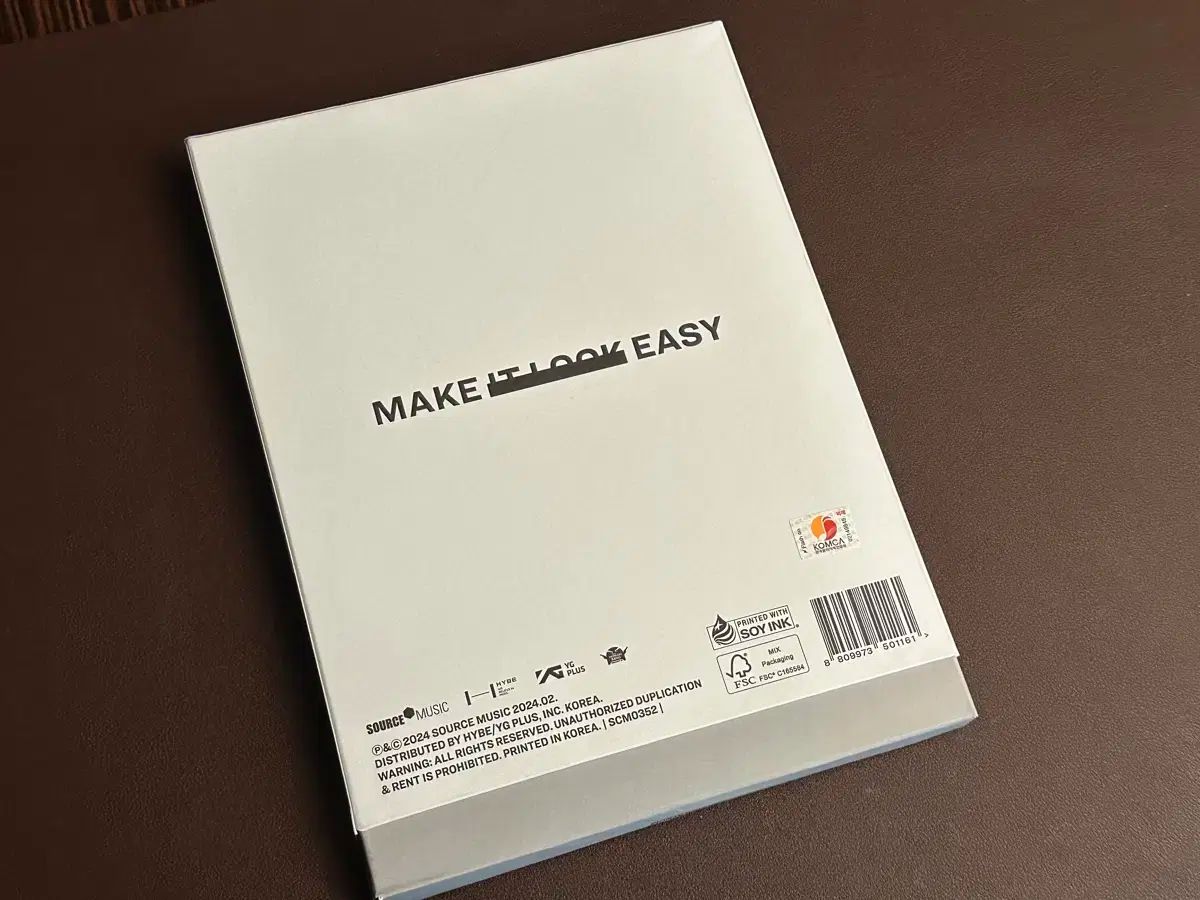 MAKE IT LOOK EASY
KOMCA
PRINTED WITH
SOY INK
MIX
Packaging
FSC
FSC® C165584
8 809973 501161 >
SOURCE MUSIC
HYBE
YG PLUS
℗&© 2024 SOURCE MUSIC 2024.02.
DISTRIBUTED BY HYBE/YG PLUS, INC. KOREA.
WARNING: ALL RIGHTS RESERVED. UNAUTHORIZED DUPLICATION
& RENT IS PROHIBITED. PRINTED IN KOREA. | SCM0352 |